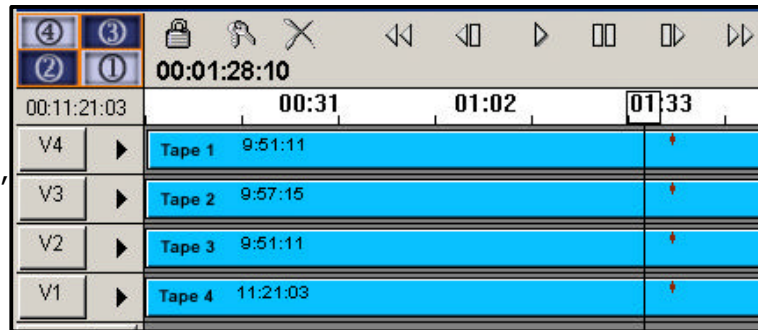 ④ ③
② ①
00:01:28:10
00:11:21:03 00:31 01:02 01:33
V4 Tape 1 9:51:11
, V3 Tape 2 9:57:15
V2 Tape 3 9:51:11
V1 Tape 4 11:21:03